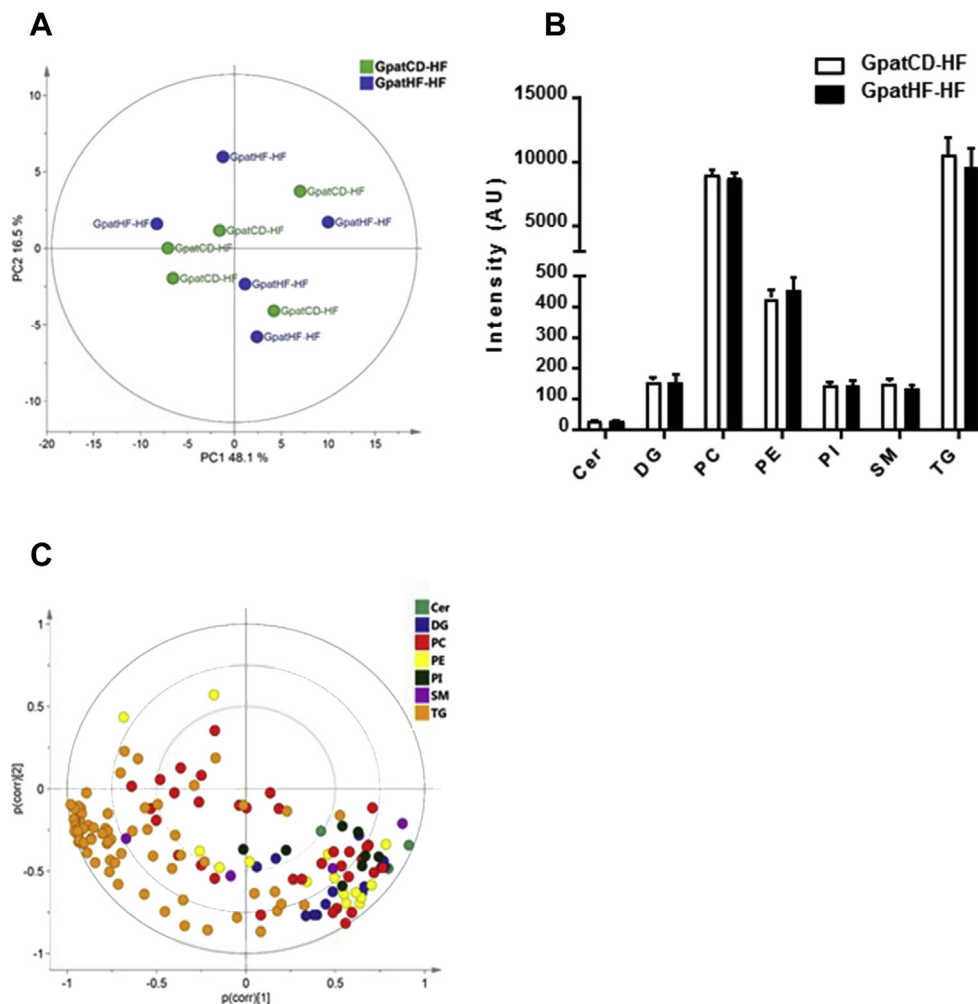 A
GpatCD-HF
GpatHF-HF
10
5
0
-5
-10
PC2 16.5 %
GpatHF-HF
GpatCD-HF
GpatHF-HF
GpatHF-HF
GpatCD-HF
GpatCD-HF
GpatCD-HF
GpatHF-HF
GpatCD-HF
GpatHF-HF
-20 -15 -10 -5 0 5 10 15
PC1 48.1 %
B
GpatCD-HF
GpatHF-HF
15000
10000
5000
500
400
300
200
100
0
Intensity (AU)
Cer DG PC PE PI SM TG
C
Cer
DG
PC
PE
PI
SM
TG
1
0.5
0
-0.5
-1
p(corr)[2]
-1 -0.5 0 0.5 1
p(corr)[1]